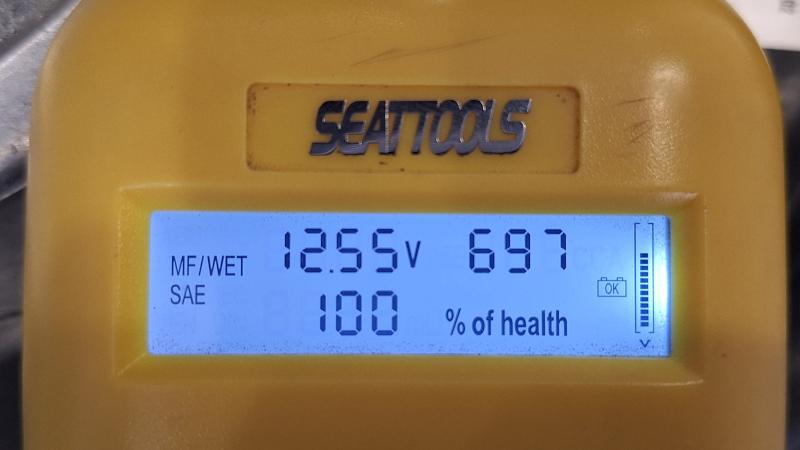 SEATTOOLS
MF/WET 12.55V 697
SAE 100 % of health
OK